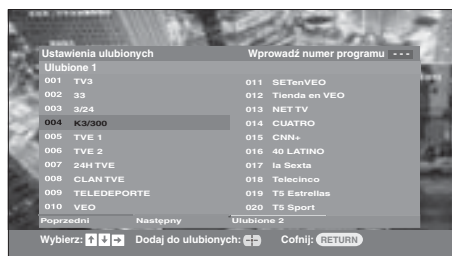 Ustawienia ulubionych Wprowadź numer programu - - -
Ulubione 1
001 TV3
002 33
003 3/24
004 K3/300
005 TVE 1
006 TVE 2
007 24H TVE
008 CLAN TVE
009 TELEDEPORTE
010 VEO
011 SETenVEO
012 Tienda en VEO
013 NET TV
014 CUATRO
015 CNN+
016 40 LATINO
017 la Sexta
018 Telecinco
019 T5 Estrellas
020 T5 Sport
Poprzedni Następny Ulubione 2
Wybierz: ↑ ↓ → Dodaj do ulubionych: Cofnij: RETURN